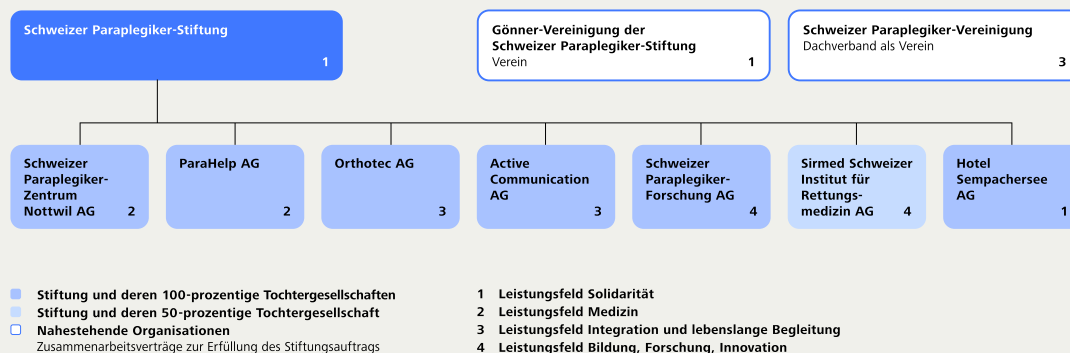 Schweizer Paraplegiker-Stiftung
1
Gönner-Vereinigung der
Schweizer Paraplegiker-Stiftung
Verein
1
Schweizer Paraplegiker-Vereinigung
Dachverband als Verein
3
Schweizer
Paraplegiker-
Zentrum
Nottwil AG 2
ParaHelp AG
2
Orthotec AG
3
Active
Communication
AG
3
Schweizer
Paraplegiker-
Forschung AG
4
Sirmed Schweizer
Institut für
Rettungs-
medizin AG 4
Hotel
Sempachersee
AG
1
Stiftung und deren 100-prozentige Tochtergesellschaften
Stiftung und deren 50-prozentige Tochtergesellschaft
Nahestehende Organisationen
Zusammenarbeitsverträge zur Erfüllung des Stiftungsauftrags
1 Leistungsfeld Solidarität
2 Leistungsfeld Medizin
3 Leistungsfeld Integration und lebenslange Begleitung
4 Leistungsfeld Bildung, Forschung, Innovation